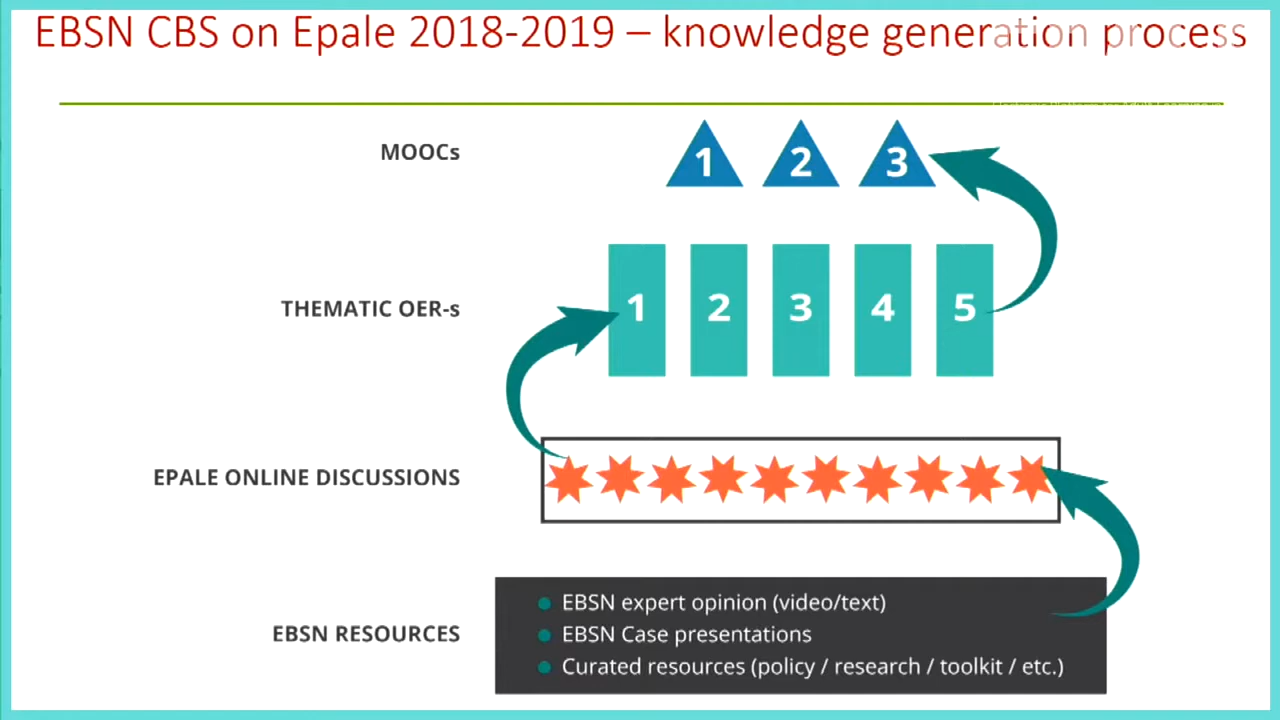 EBSN CBS on Epale 2018-2019 – knowledge generation process
MOOCs
1 2 3
THEMATIC OER-s
1 2 3 4 5
EPALE ONLINE DISCUSSIONS
EBSN RESOURCES
EBSN expert opinion (video/text)
EBSN Case presentations
Curated resources (policy / research / toolkit / etc.)